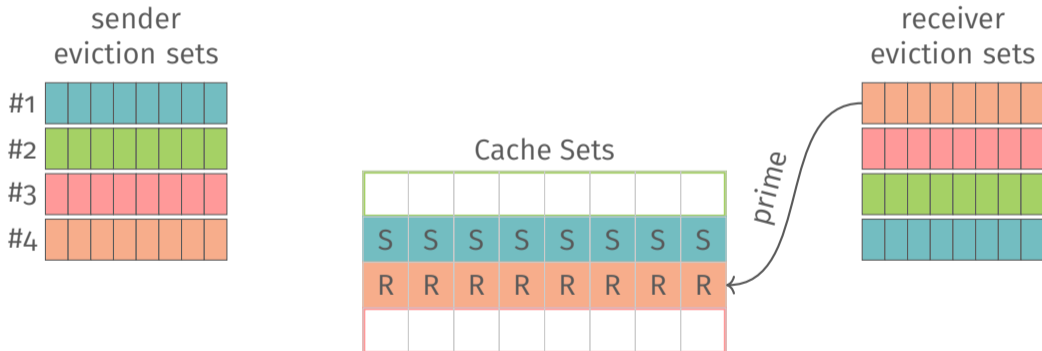 sender
eviction sets
receiver
eviction sets
#1
#2
#3
#4
Cache Sets
prime
S S S S S S S S
R R R R R R R R